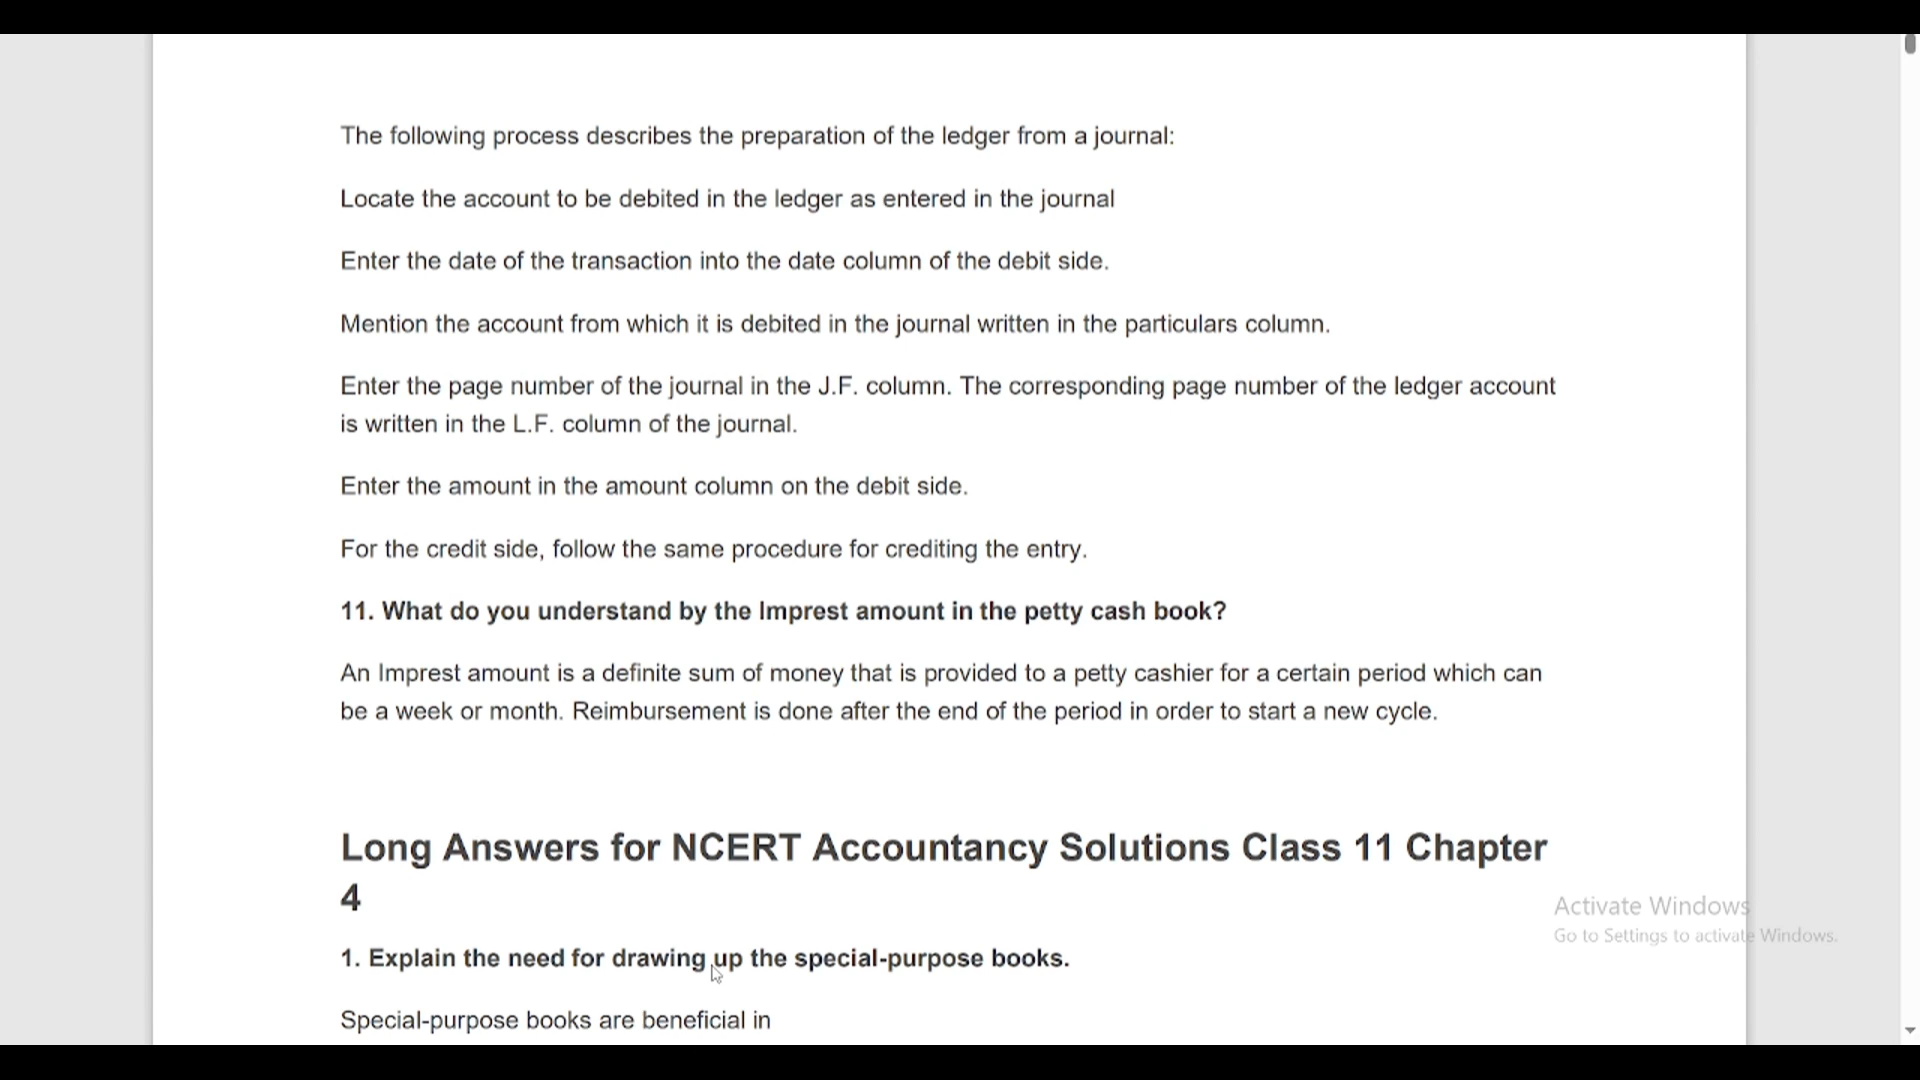 The following process describes the preparation of the ledger from a journal:
Locate the account to be debited in the ledger as entered in the journal
Enter the date of the transaction into the date column of the debit side.
Mention the account from which it is debited in the journal written in the particulars column.
Enter the page number of the journal in the J.F. column. The corresponding page number of the ledger account
is written in the L.F. column of the journal.
Enter the amount in the amount column on the debit side.
For the credit side, follow the same procedure for crediting the entry.
11. What do you understand by the Imprest amount in the petty cash book?
An Imprest amount is a definite sum of money that is provided to a petty cashier for a certain period which can
be a week or month. Reimbursement is done after the end of the period in order to start a new cycle.
Long Answers for NCERT Accountancy Solutions Class 11 Chapter
4
Activate Windows
Go to Settings to activate Windows.
1. Explain the need for drawing up the special-purpose books.
Special-purpose books are beneficial in